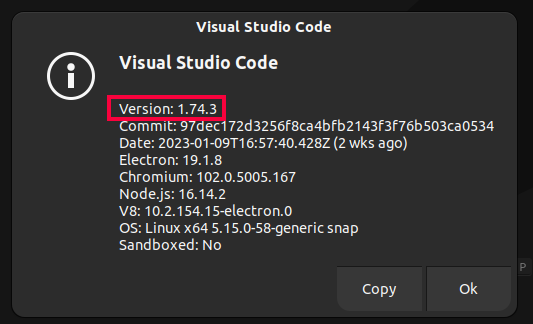 Visual Studio Code
Visual Studio Code
Version: 1.74.3
Commit: 97dec172d3256f8ca4bfb2143f3f76b503ca0534
Date: 2023-01-09T16:57:40.428Z (2 wks ago)
Electron: 19.1.8
Chromium: 102.0.5005.167
Node.js: 16.14.2
V8: 10.2.154.15-electron.0
OS: Linux x64 5.15.0-58-generic snap
Sandboxed: No
P
Copy
Ok